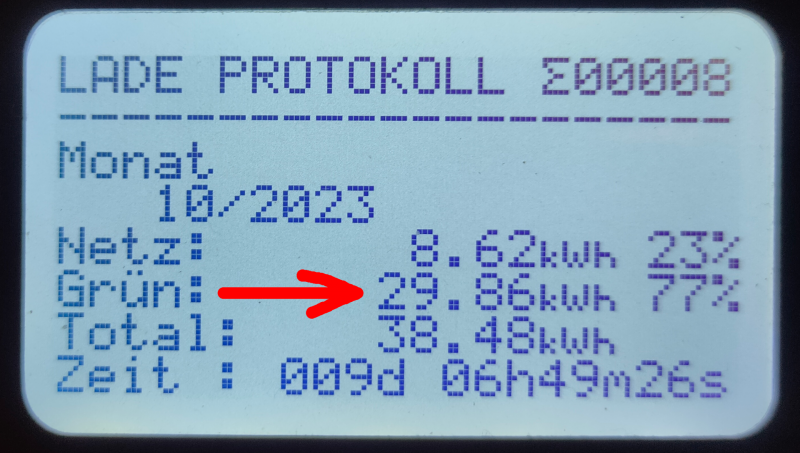 LADE PROTOKOLL Σ00008
--------------------
Monat
10/2023
Netz: 8.62kWh 23%
Grün: 29.86kWh 77%
Total: 38.48kWh
Zeit : 009d 06h49m26s